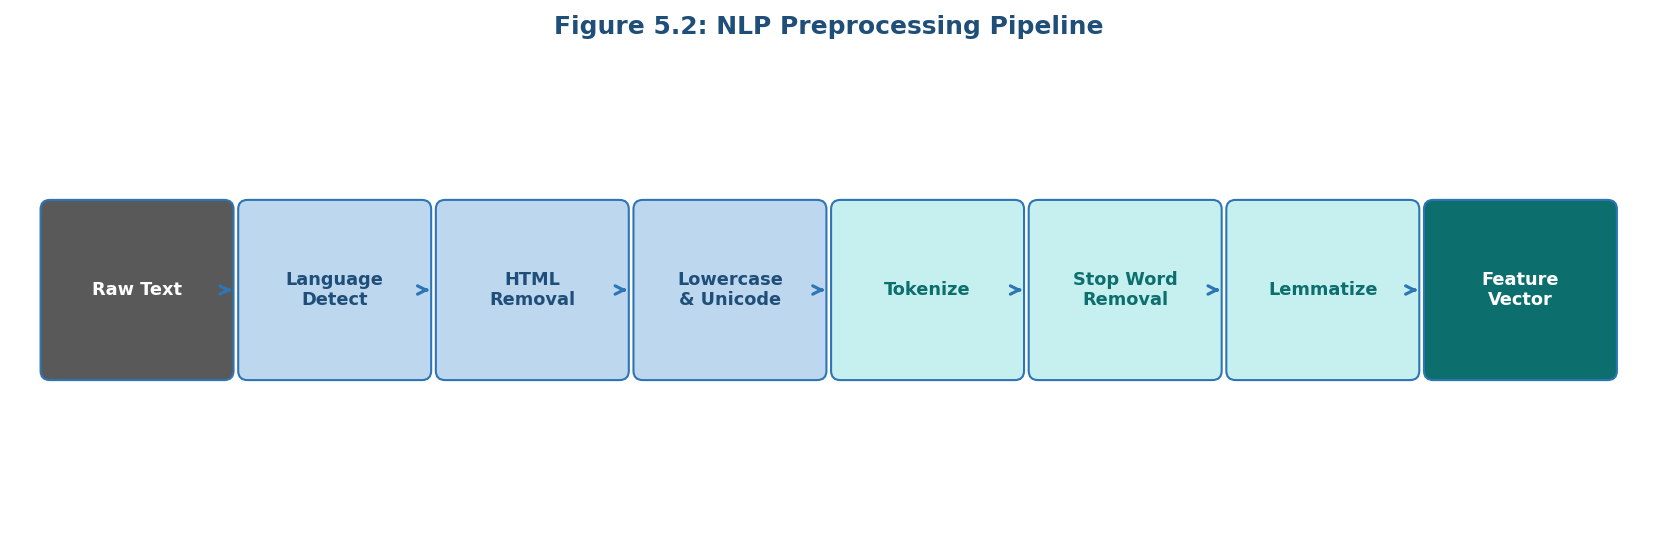 Figure 5.2: NLP Preprocessing Pipeline
Raw Text
Language
Detect
HTML
Removal
Lowercase
& Unicode
Tokenize
Stop Word
Removal
Lemmatize
Feature
Vector